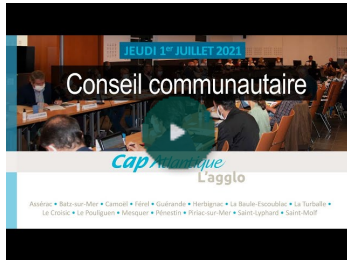 JEUDI 1er JUILLET 2021
Conseil communautaire
Cap Atlantique
L'agglo
Assérac • Batz-sur-Mer • Camoël • Férel • Guérande • Herbignac • La Baule-Escoublac • La Turballe •
Le Croisic • Le Pouliguen • Mesquer • Pénestin • Piriac-sur-Mer • Saint-Lyphard • Saint-Molf